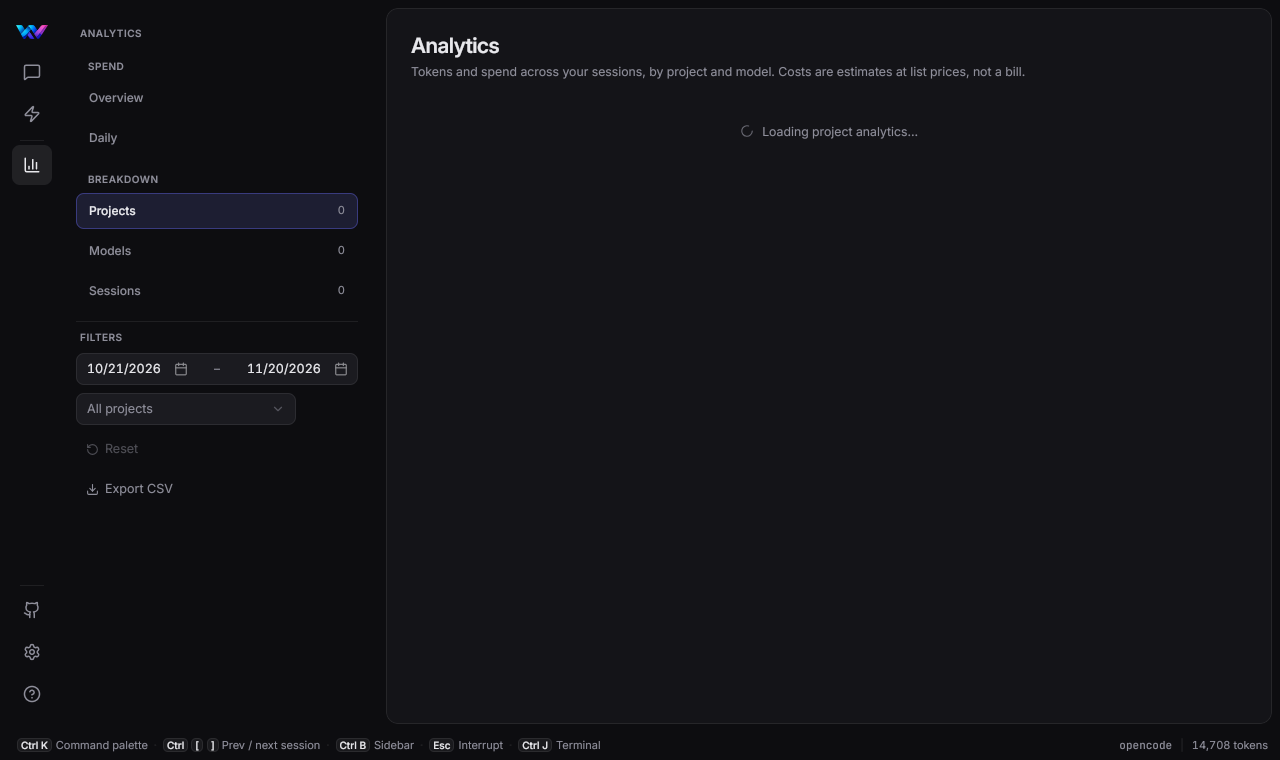 ANALYTICS
SPEND
Overview
Daily
BREAKDOWN
Projects 0
Models 0
Sessions 0
FILTERS
10/21/2026 – 11/20/2026
All projects
Reset
Export CSV
Analytics
Tokens and spend across your sessions, by project and model. Costs are estimates at list prices, not a bill.
Loading project analytics...
Ctrl K Command palette · Ctrl [ ] Prev / next session · Ctrl B Sidebar · Esc Interrupt · Ctrl J Terminal
opencode 14,708 tokens